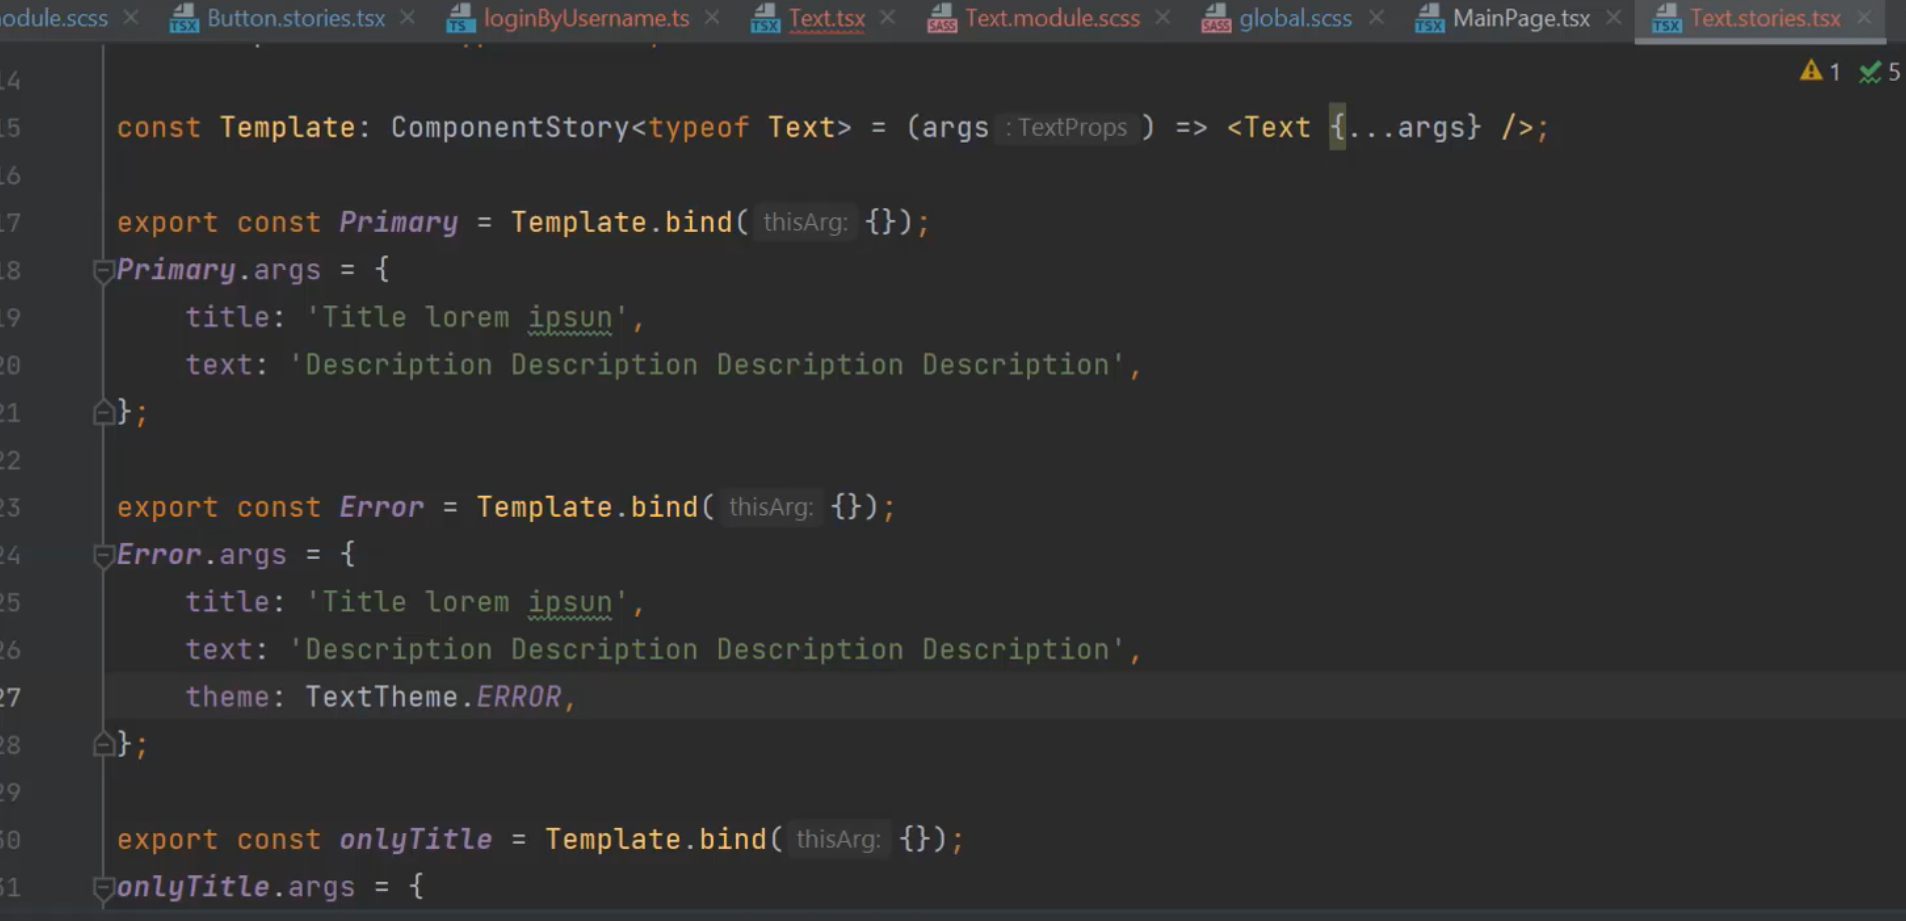 odule.scss Button.stories.tsx loginByUsername.ts Text.tsx Text.module.scss global.scss MainPage.tsx Text.stories.tsx
1 5
14
15 const Template: ComponentStory<typeof Text> = (args : TextProps ) => <Text {...args} />;
16
17 export const Primary = Template.bind( thisArg: {});
18 Primary.args = {
19 title: 'Title lorem ipsun',
20 text: 'Description Description Description Description',
21 };
22
23 export const Error = Template.bind( thisArg: {});
24 Error.args = {
25 title: 'Title lorem ipsun',
26 text: 'Description Description Description Description',
27 theme: TextTheme.ERROR,
28 };
29
30 export const onlyTitle = Template.bind( thisArg: {});
31 onlyTitle.args = {